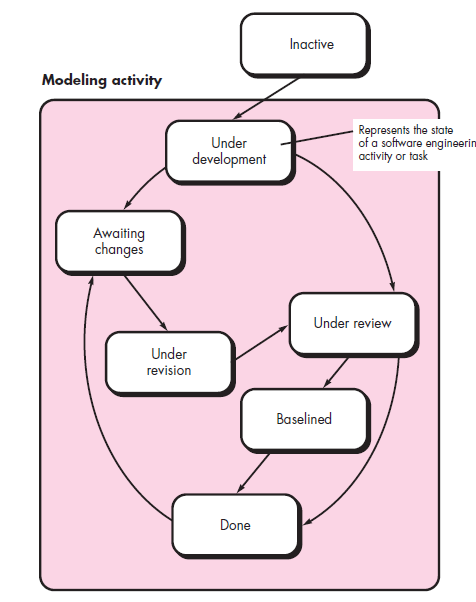 Inactive
Modeling activity
Under
development
Represents the state
of a software engineerin
activity or task
Awaiting
changes
Under review
Under
revision
Baselined
Done